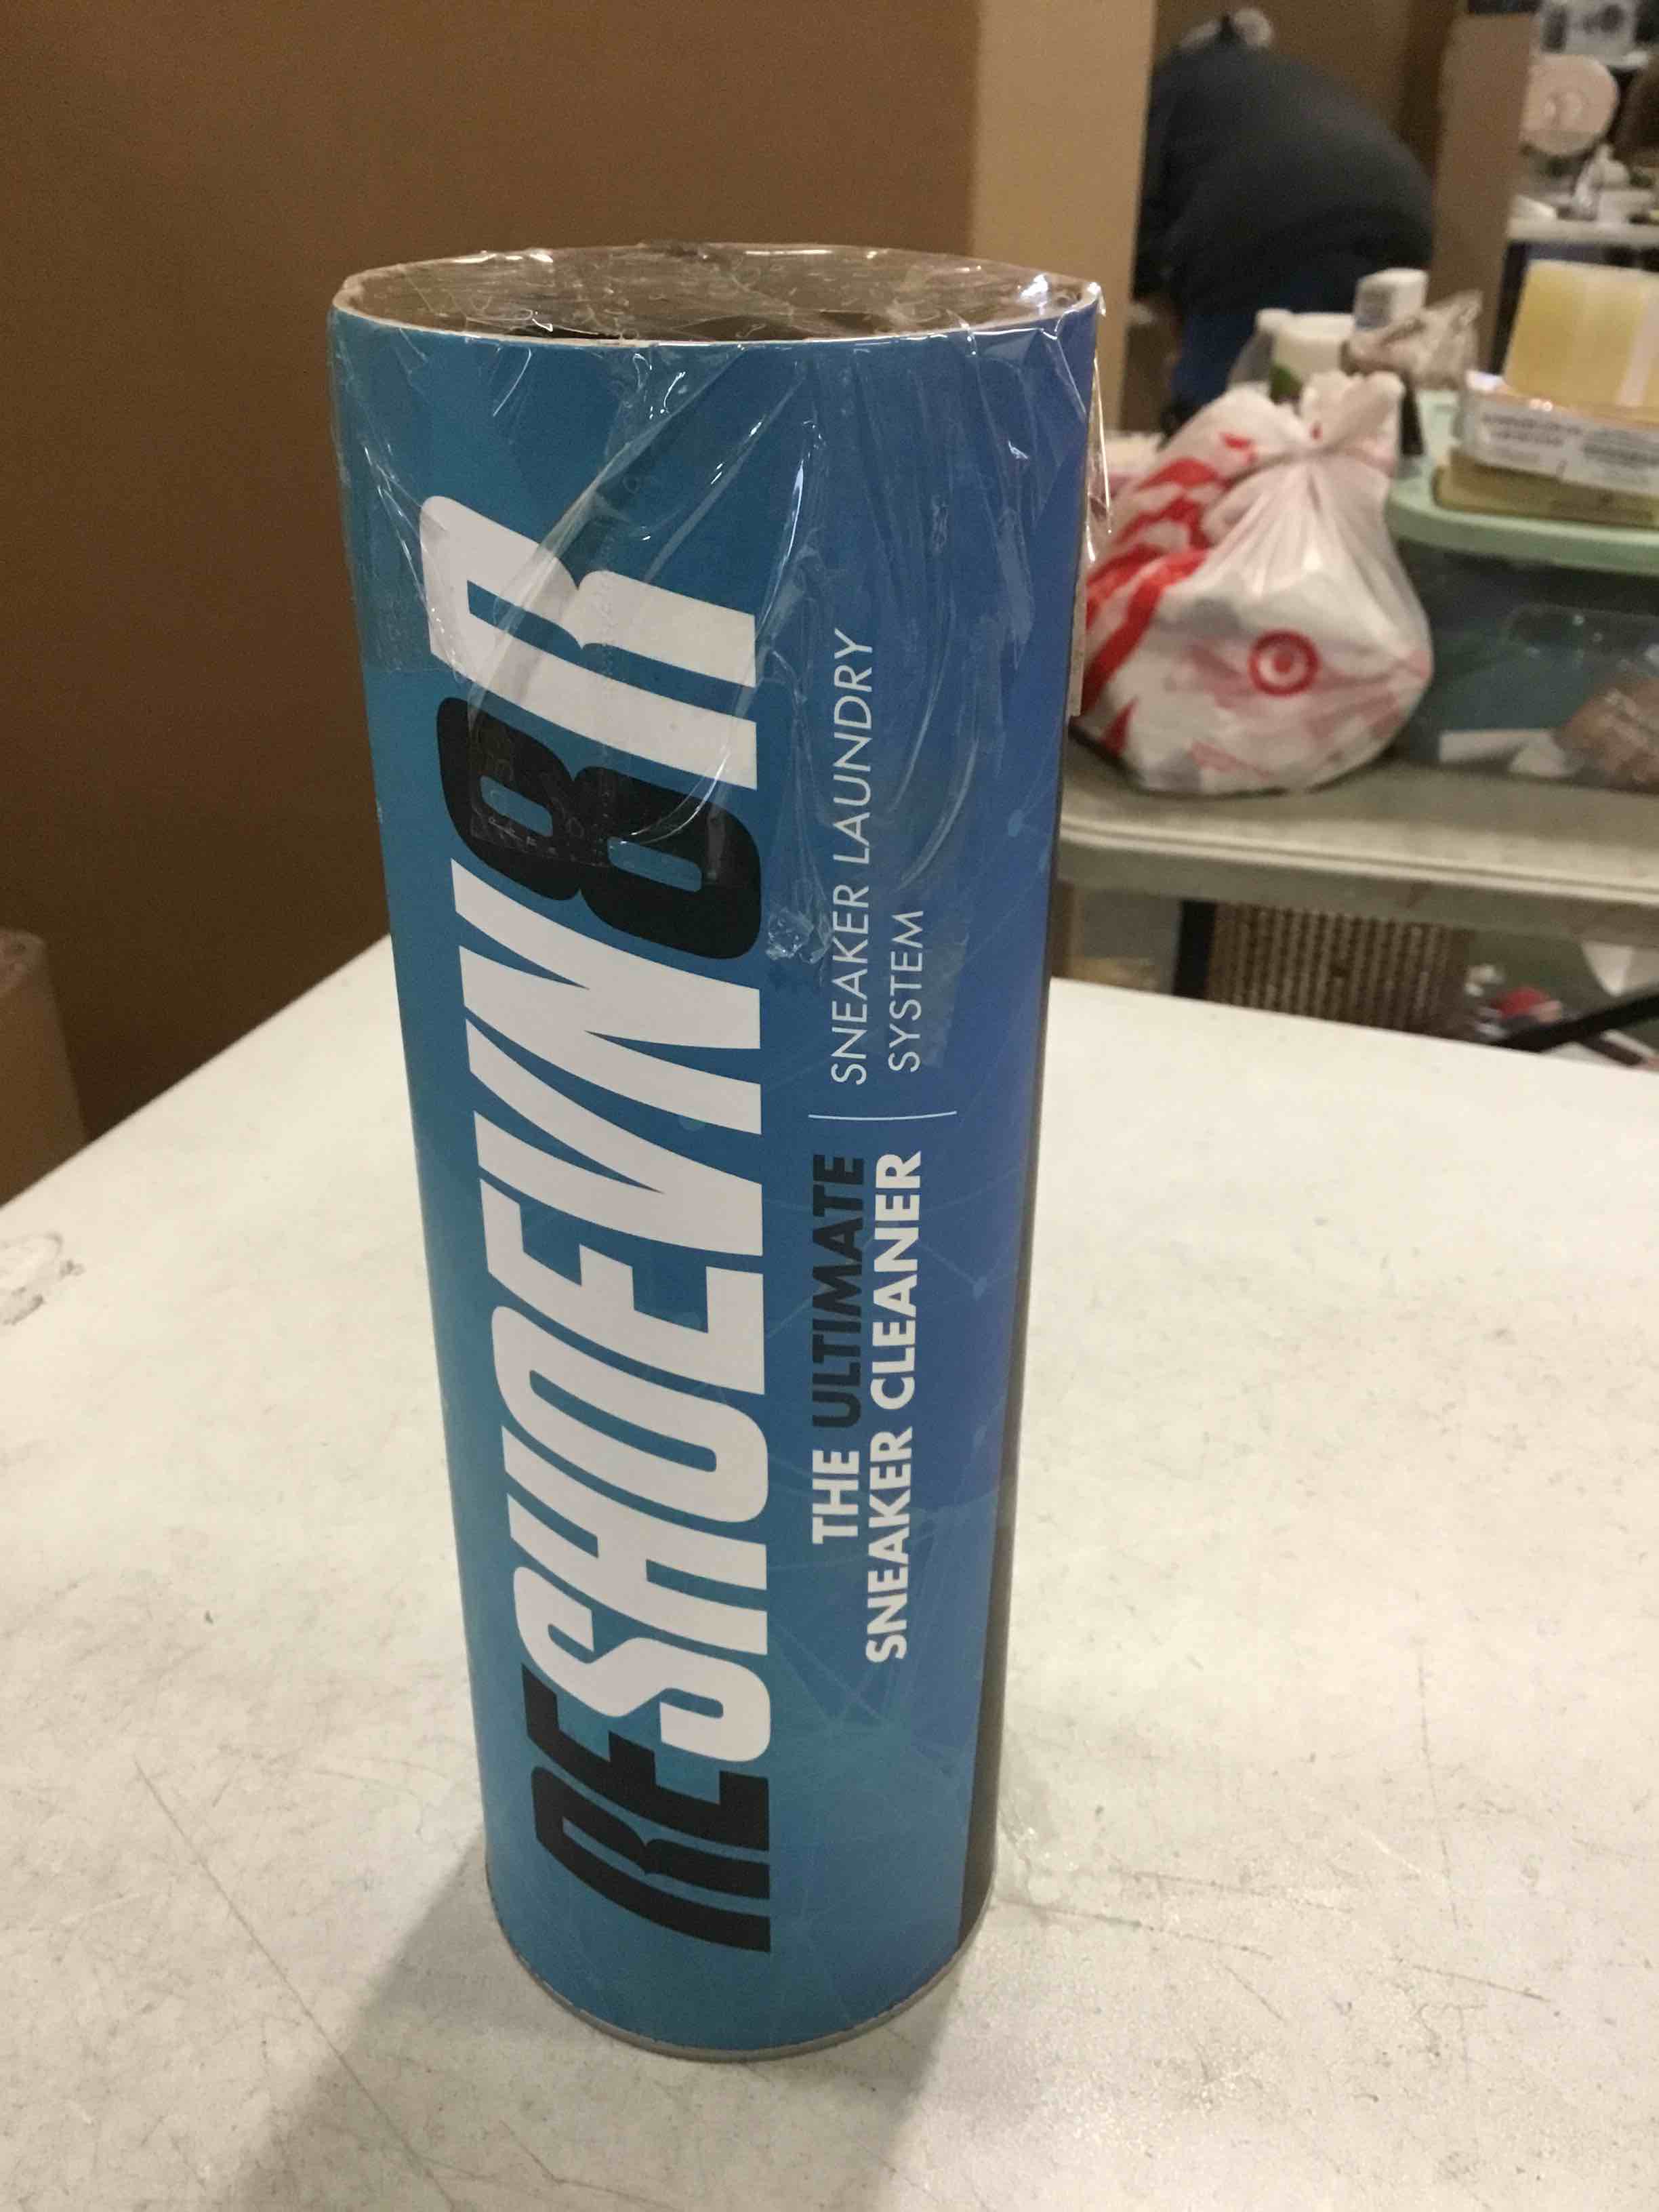 RESHOEVN8R
THE ULTIMATE
SNEAKER CLEANER
SNEAKER LAUNDRY
SYSTEM